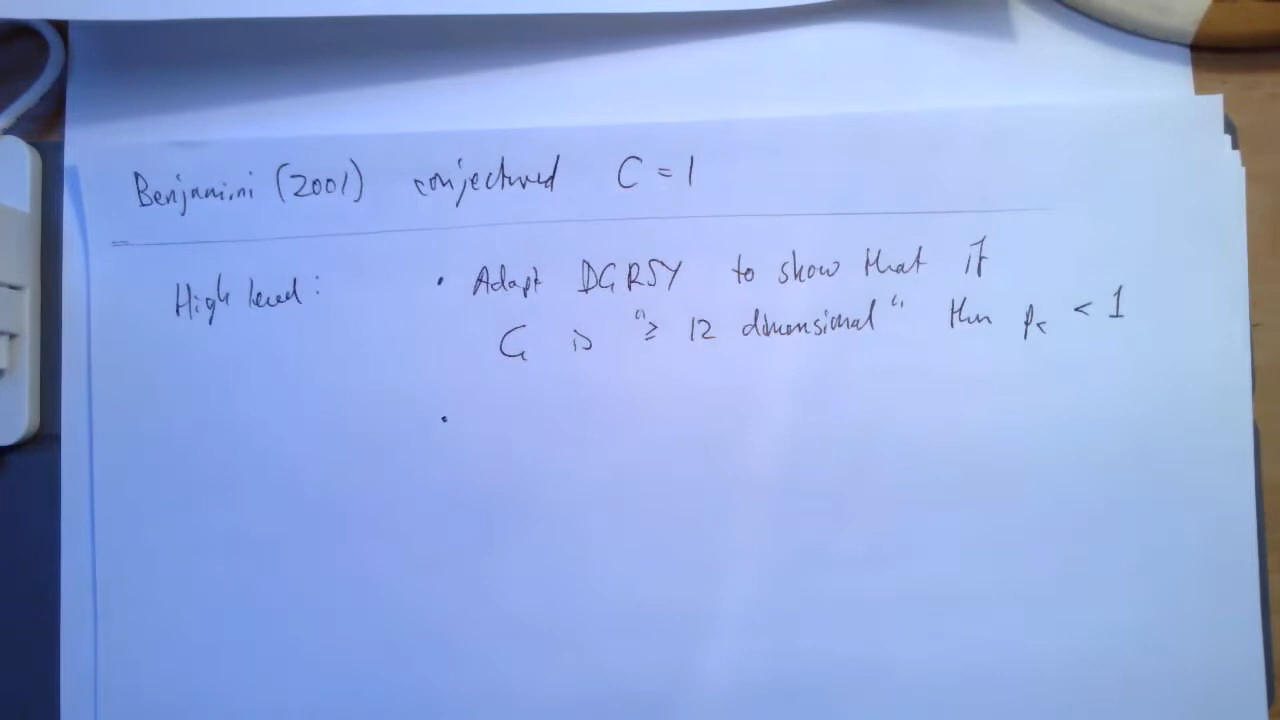 Benjamini (2001) conjectured C = 1
High level: • Adapt DGRSY to show that if
G is "≥ 12 dimensional" then pc < 1
•